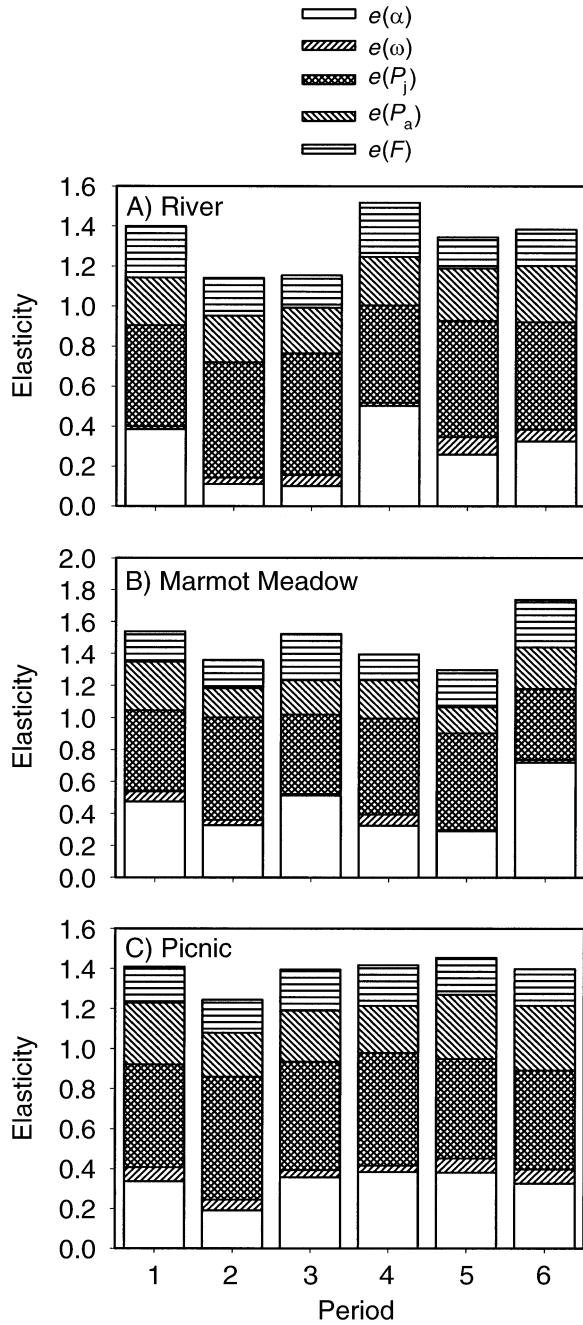 e(α)
e(ω)
e(Pj)
e(Pa)
e(F)
A) River
Elasticity
1.6
1.4
1.2
1.0
0.8
0.6
0.4
0.2
0.0
B) Marmot Meadow
Elasticity
2.0
1.8
1.6
1.4
1.2
1.0
0.8
0.6
0.4
0.2
0.0
C) Picnic
Elasticity
1.6
1.4
1.2
1.0
0.8
0.6
0.4
0.2
0.0
1 2 3 4 5 6
Period